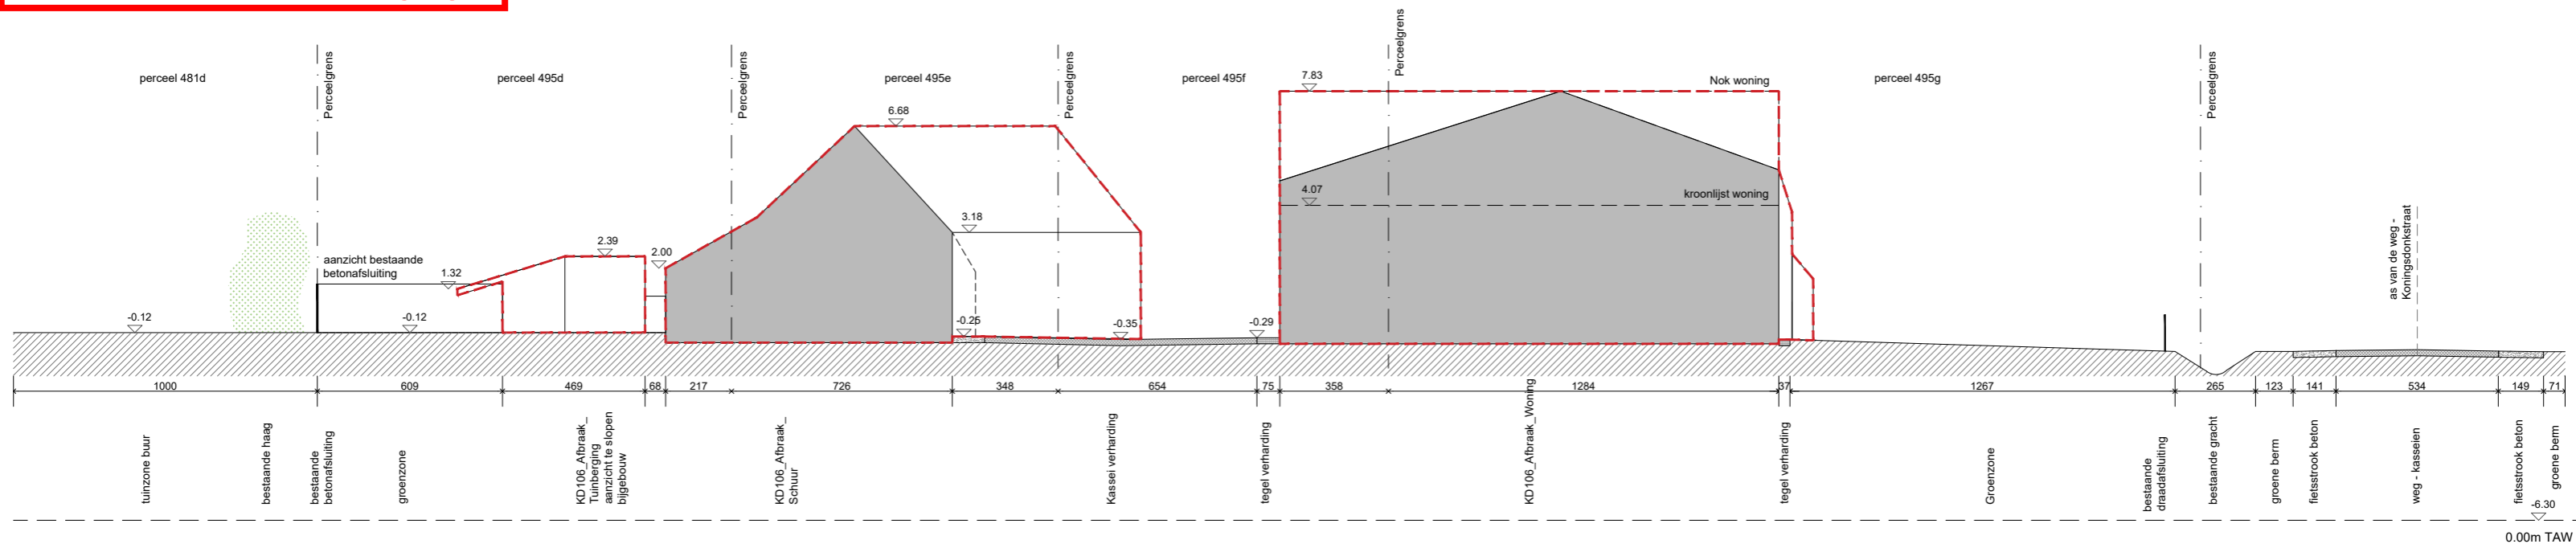 perceel 481d
Perceelgrens
perceel 495d
Perceelgrens
perceel 495e
Perceelgrens
perceel 495f
Perceelgrens
perceel 495g
Perceelgrens
7.83
Nok woning
6.68
4.07
kroonlijst woning
3.18
2.39
2.00
aanzicht bestaande
betonafsluiting
1.32
-0.12
-0.12
-0.25
-0.35
-0.29
as van de weg -
Koningsdonkstraat
1000
609
469
68
217
726
348
654
75
358
1284
37
1267
265
123
141
534
149
71
tuinzone buur
bestaande haag
bestaande
betonafsluiting
groenzone
KD106_Afbraak_
Tuinberging
aanzicht te slopen
bijgebouw
KD106_Afbraak_
Schuur
Kassei verharding
tegel verharding
KD106_Afbraak_Woning
tegel verharding
Groenzone
bestaande
draadafsluiting
bestaande gracht
groene berm
fietsstrook beton
weg - kasseien
fietsstrook beton
groene berm
-6.30
0.00m TAW